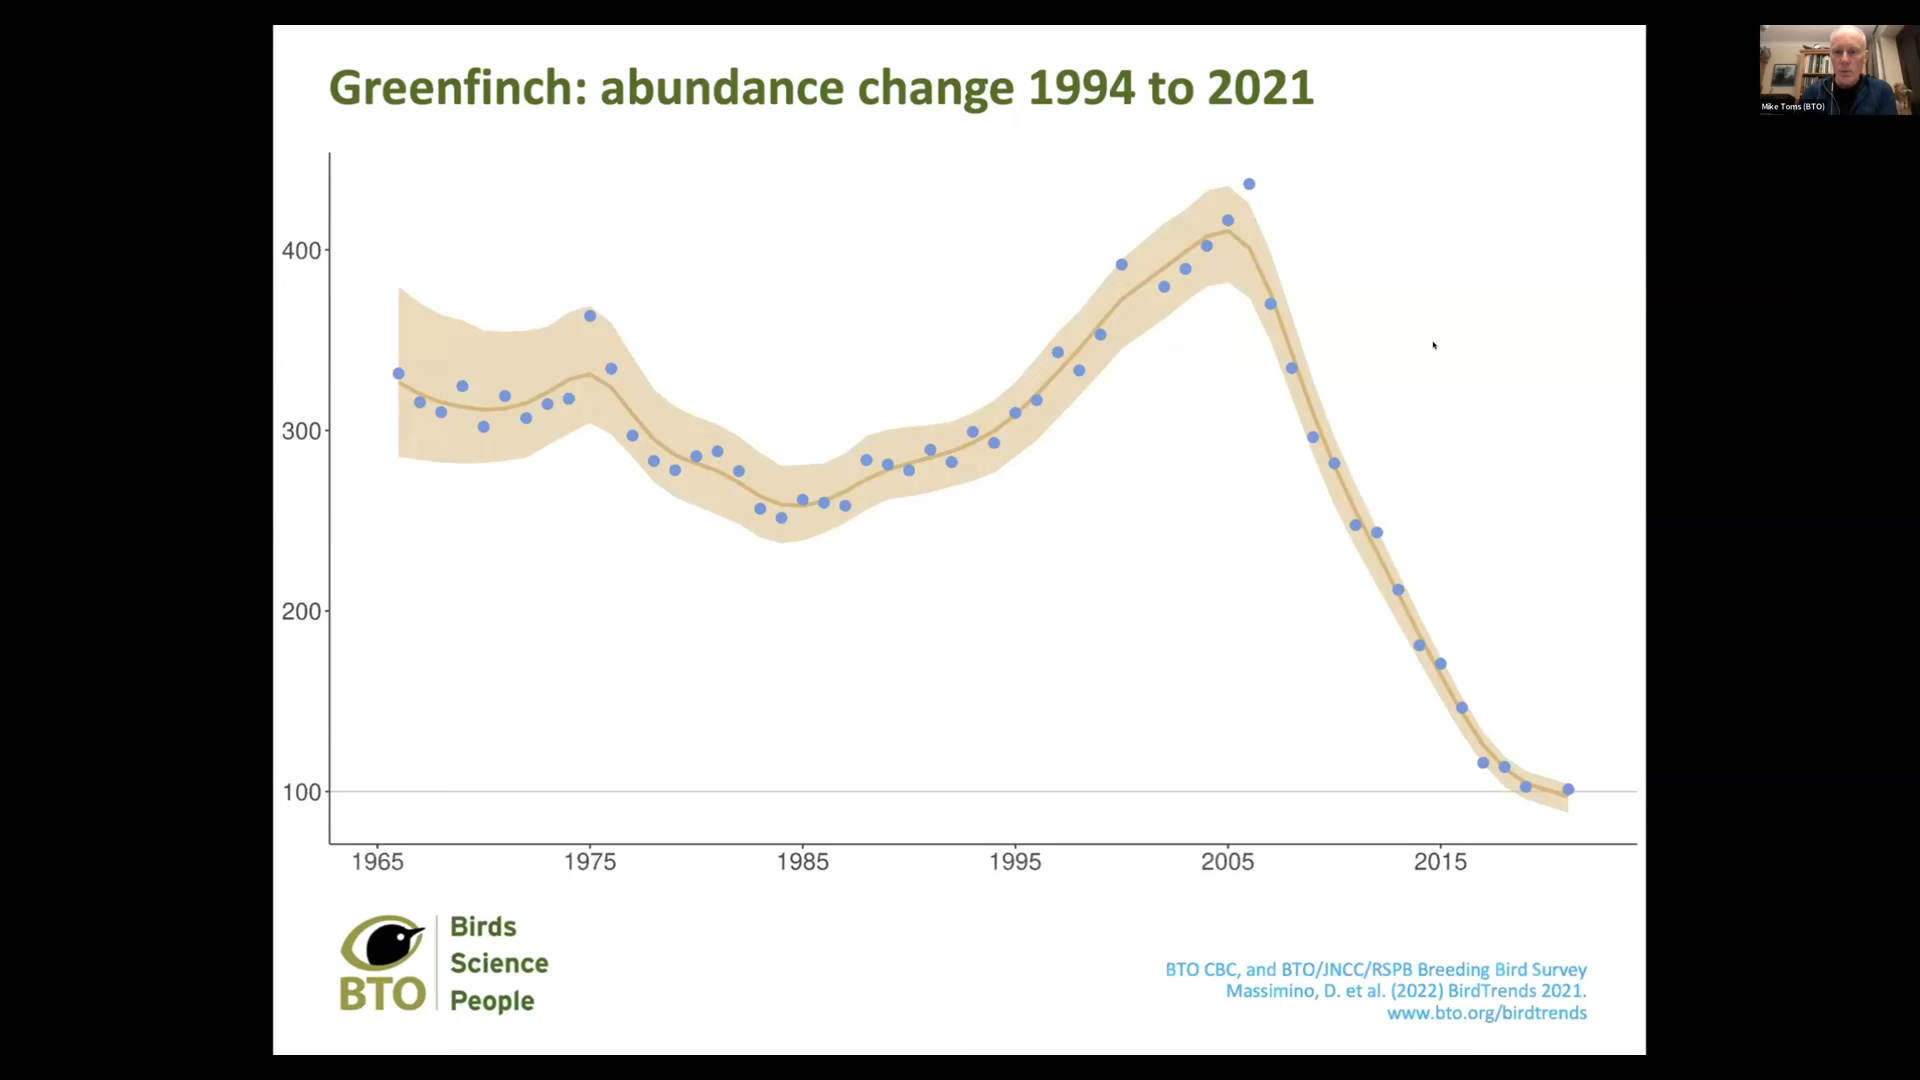 Greenfinch: abundance change 1994 to 2021
Mike Toms (BTO)
400
300
200
100
1965 1975 1985 1995 2005 2015
BTO
Birds
Science
People
BTO CBC, and BTO/JNCC/RSPB Breeding Bird Survey
Massimino, D. et al. (2022) BirdTrends 2021.
www.bto.org/birdtrends